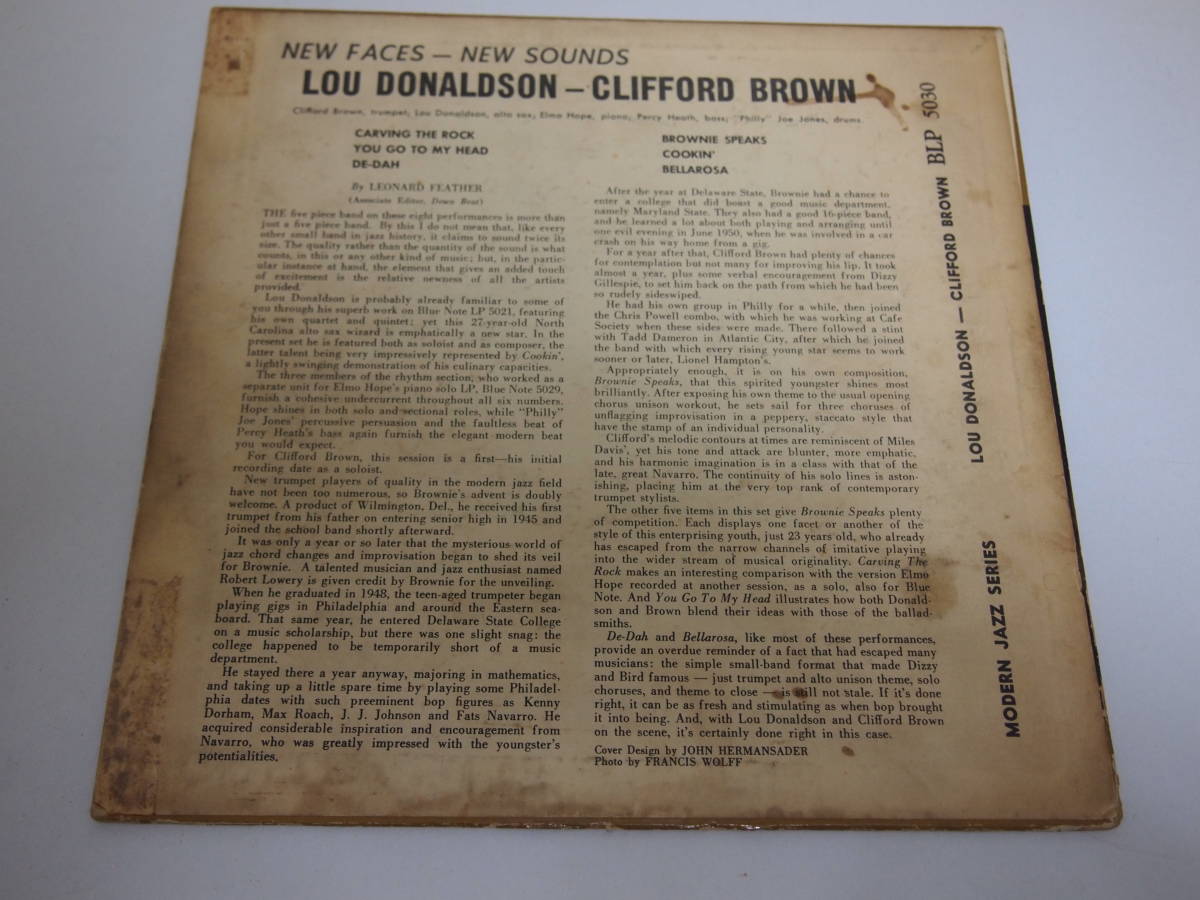 NEW FACES — NEW SOUNDS
LOU DONALDSON – CLIFFORD BROWN
Clifford Brown, trumpet; Lou Donaldson, alto sax; Elmo Hope, piano; Percy Heath, bass; "Philly" Joe Jones, drums
CARVING THE ROCK
YOU GO TO MY HEAD
DE-DAH
BROWNIE SPEAKS
COOKIN'
BELLAROSA
By LEONARD FEATHER
(Associate Editor, Down Beat)
THE five piece band on these eight performances is more than
just a five piece band. By this I do not mean that, like every
other small band in jazz history, it claims to sound twice its
size. The quality rather than the quantity of the sound is what
counts, in this or any other kind of music; but, in the partic-
ular instance at hand, the element that gives an added touch
of excitement is the relative newness of all the artists
provided.
Lou Donaldson is probably already familiar to some of
you through his superb work on Blue Note LP 5021, featuring
his own quartet and quintet; yet this 27-year-old North
Carolina alto sax wizard is emphatically a new star. In the
present set he is featured both as soloist and as composer, the
latter talent being very impressively represented by Cookin',
a lightly swinging demonstration of his culinary capacities.
The three members of the rhythm section, who worked as a
separate unit for Elmo Hope's piano solo LP, Blue Note 5029,
furnish a cohesive undercurrent throughout all six numbers.
Hope shines in both solo and sectional roles, while "Philly"
Joe Jones' percussive persuasion and the faultless beat of
Percy Heath's bass again furnish the elegant modern beat
you would expect.
For Clifford Brown, this session is a first—his initial
recording date as a soloist.
New trumpet players of quality in the modern jazz field
have not been too numerous, so Brownie's advent is doubly
welcome. A product of Wilmington, Del., he received his first
trumpet from his father on entering senior high in 1945 and
joined the school band shortly afterward.
It was only a year or so later that the mysterious world of
jazz chord changes and improvisation began to shed its veil
for Brownie. A talented musician and jazz enthusiast named
Robert Lowery is given credit by Brownie for the unveiling.
When he graduated in 1948, the teen-aged trumpeter began
playing gigs in Philadelphia and around the Eastern sea-
board. That same year, he entered Delaware State College
on a music scholarship, but there was one slight snag: the
college happened to be temporarily short of a music
department.
He stayed there a year anyway, majoring in mathematics,
and taking up a little spare time by playing some Philadel-
phia dates with such preeminent bop figures as Kenny
Dorham, Max Roach, J. J. Johnson and Fats Navarro. He
acquired considerable inspiration and encouragement from
Navarro, who was greatly impressed with the youngster's
potentialities.
After the year at Delaware State, Brownie had a chance to
enter a college that did boast a good music department,
namely Maryland State. They also had a good 16-piece band,
and he learned a lot about both playing and arranging until
one evil evening in June 1950, when he was involved in a car
crash on his way home from a gig.
For a year after that, Clifford Brown had plenty of chances
for contemplation but not many for improving his lip. It took
almost a year, plus some verbal encouragement from Dizzy
Gillespie, to set him back on the path from which he had been
so rudely sideswiped.
He had his own group in Philly for a while, then joined
the Chris Powell combo, with which he was working at Cafe
Society when these sides were made. There followed a stint
with Tadd Dameron in Atlantic City, after which he joined
the band with which every rising young star seems to work
sooner or later, Lionel Hampton's.
Appropriately enough, it is on his own composition,
Brownie Speaks, that this spirited youngster shines most
brilliantly. After exposing his own theme to the usual opening
chorus unison workout, he sets sail for three choruses of
unflagging improvisation in a peppery, staccato style that
have the stamp of an individual personality.
Clifford's melodic contours at times are reminiscent of Miles
Davis', yet his tone and attack are blunter, more emphatic,
and his harmonic imagination is in a class with that of the
late, great Navarro. The continuity of his solo lines is aston-
ishing, placing him at the very top rank of contemporary
trumpet stylists.
The other five items in this set give Brownie Speaks plenty
of competition. Each displays one facet or another of the
style of this enterprising youth, just 23 years old, who already
has escaped from the narrow channels of imitative playing
into the wider stream of musical originality. Carving The
Rock makes an interesting comparison with the version Elmo
Hope recorded at another session, as a solo, also for Blue
Note. And You Go To My Head illustrates how both Donald-
son and Brown blend their ideas with those of the ballad-
smiths.
De-Dah and Bellarosa, like most of these performances,
provide an overdue reminder of a fact that had escaped many
musicians: the simple small-band format that made Dizzy
and Bird famous — just trumpet and alto unison theme, solo
choruses, and theme to close — is still not stale. If it's done
right, it can be as fresh and stimulating as when bop brought
it into being. And, with Lou Donaldson and Clifford Brown
on the scene, it's certainly done right in this case.
Cover Design by JOHN HERMANSADER
Photo by FRANCIS WOLFF
MODERN JAZZ SERIES LOU DONALDSON — CLIFFORD BROWN BLP 5030